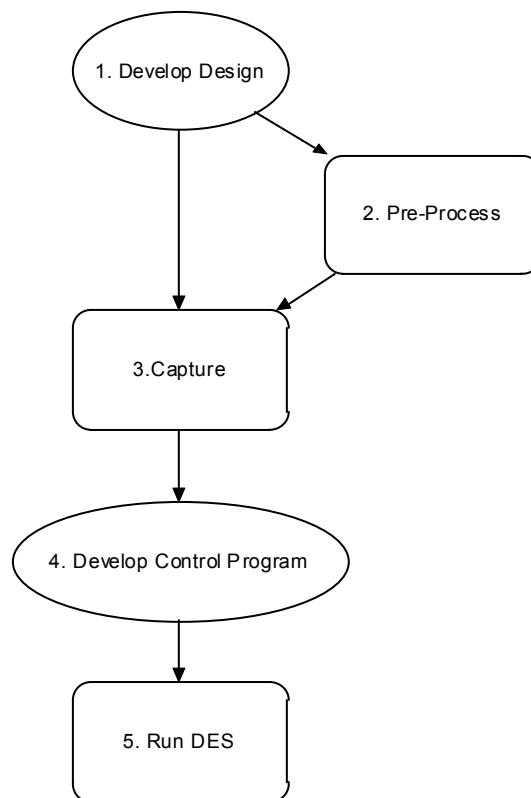 1. Develop Design
2. Pre-Process
3.Capture
4. Develop Control Program
5. Run DES